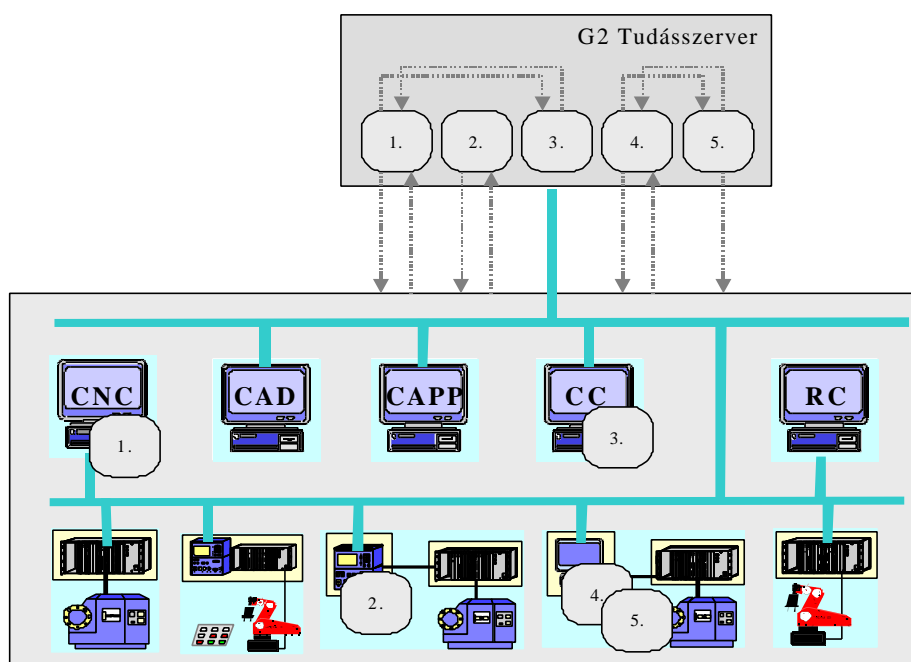 G2 Tudásszerver
1. 2. 3. 4. 5.
CNC CAD CAPP CC RC
1. 3.
2. 4.
5.